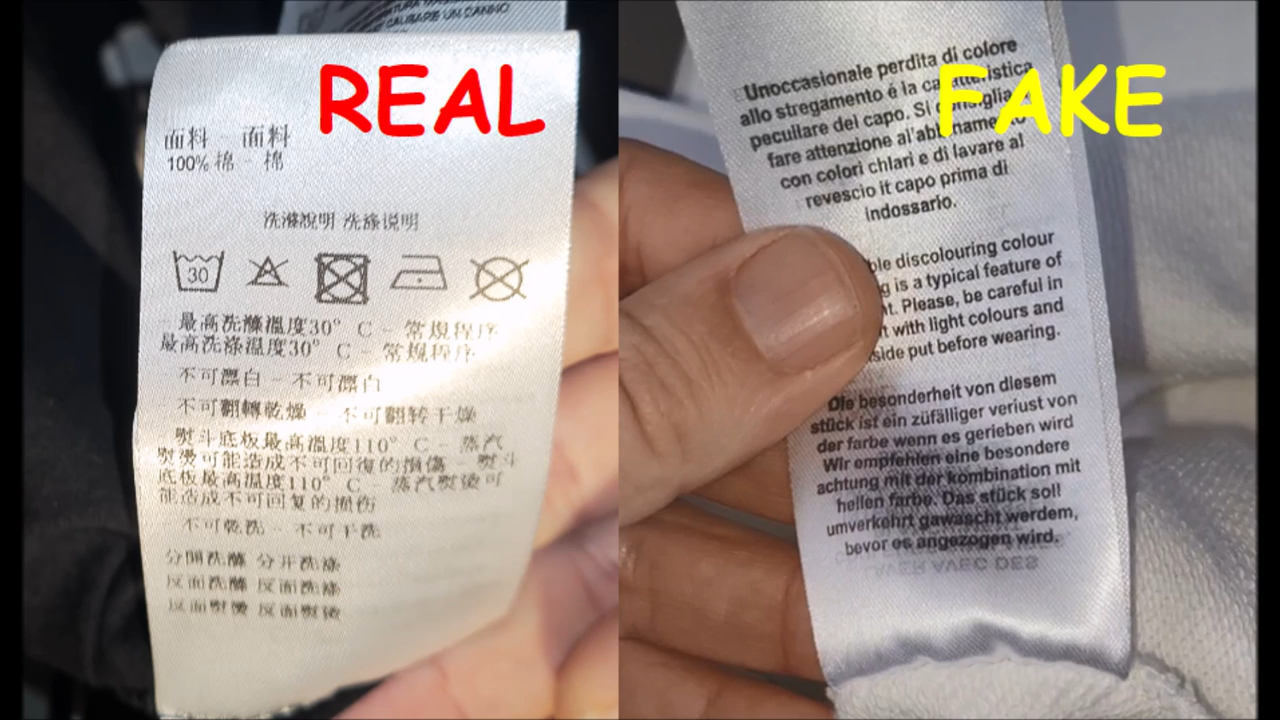 CAUSARE UN DANNO
REAL
面料 - 面料
100% 棉 - 棉
洗滌說明 洗涤说明
30
最高洗滌溫度30° C - 常規程序
最高洗涤温度30° C - 常规程序
不可漂白 - 不可漂白
不可翻轉乾燥 - 不可翻转干燥
熨斗底板最高溫度110° C - 蒸汽
熨燙可能造成不可回復的損傷 - 熨斗
底板最高温度110° C 蒸汽熨烫可
能造成不可回复的损伤
不可乾洗 - 不可干洗
分開洗滌 分开洗涤
反面洗滌 反面洗涤
反面熨燙 反面熨烫
FAKE
Unoccasionale perdita di colore
allo stregamento é la caratteristica
peculiare del capo. Si consiglia
fare attenzione al'abbinamento
con colori chlari e di lavare al
revescio it capo prima di
indossario.
ble discolouring colour
g is a typical feature of
nt. Please, be careful in
t with light colours and
side put before wearing.
Die besonderheit von diesem
stück ist ein züfälliger veriust von
der farbe wenn es gerieben wird
Wir empfehlen eine besondere
achtung mit der kombination mit
hellen farbe. Das stück soll
umverkehrt gawascht werdem,
bevor es angezogen wird.